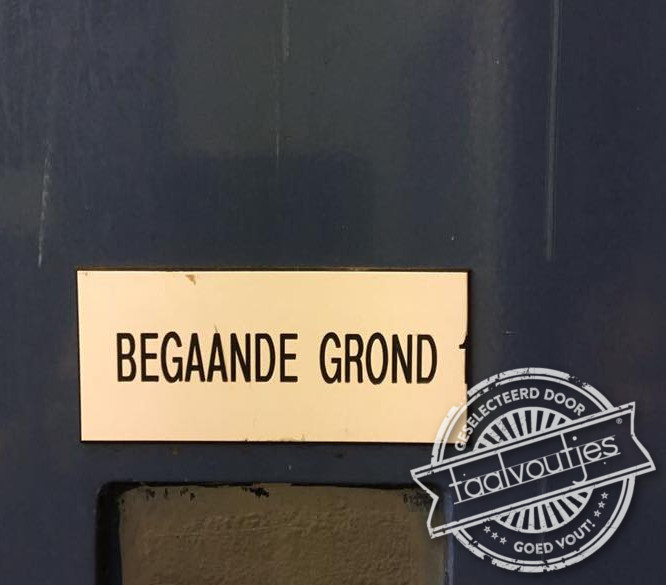 BEGAANDE GROND
GESELECTEERD DOOR
taalvoutjes®
GOED VOUT!